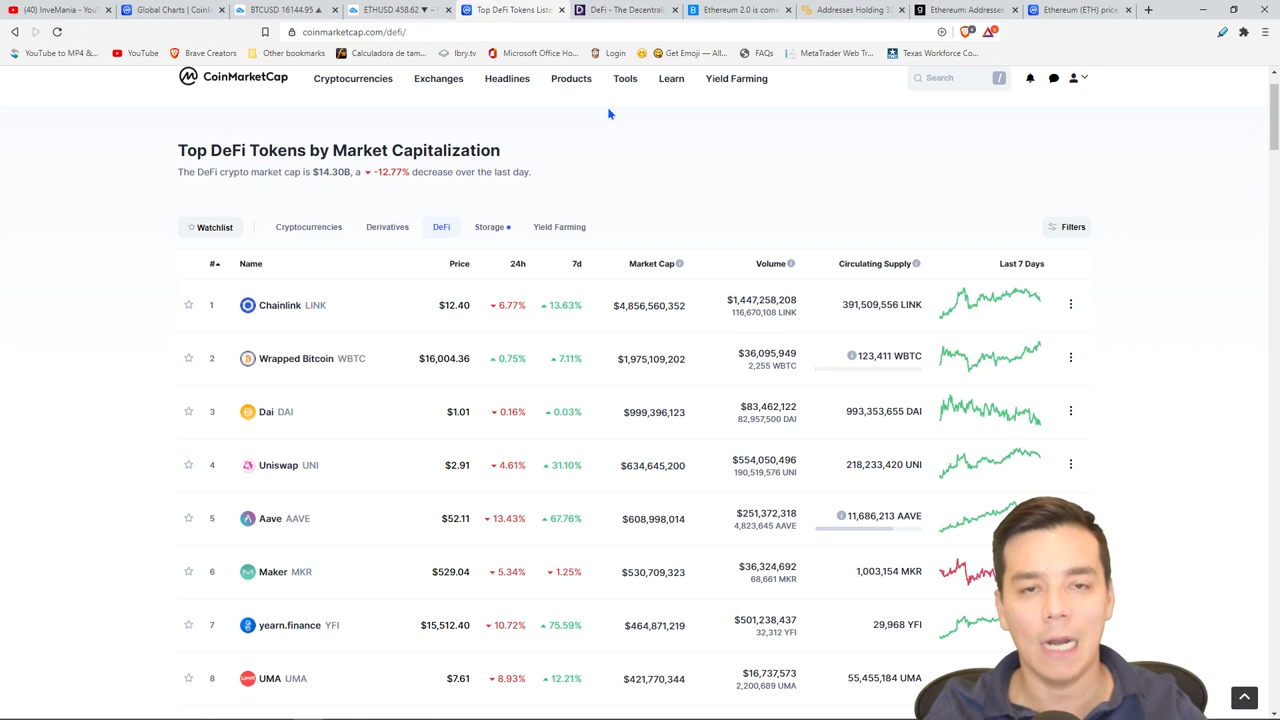 (40) InveMania - YouT
Global Charts | CoinM
BTCUSD 16144.95 ▲
ETHUSD 458.62 ▼ −
Top DeFi Tokens Liste
DeFi - The Decentrali
Ethereum 2.0 is comin
Addresses Holding 32
Ethereum: Addresses
Ethereum (ETH) price
coinmarketcap.com/defi/
YouTube to MP4 &...
YouTube
Brave Creators
Other bookmarks
Calculadora de tam...
lbry.tv
Microsoft Office Ho...
Login
Get Emoji — All Em...
FAQs
MetaTrader Web Tr...
Texas Workforce Co...
CoinMarketCap
Cryptocurrencies
Exchanges
Headlines
Products
Tools
Learn
Yield Farming
Search
/
Top DeFi Tokens by Market Capitalization
The DeFi crypto market cap is $14.30B, a ▼ -12.77% decrease over the last day.
Watchlist
Cryptocurrencies
Derivatives
DeFi
Storage
Yield Farming
Filters
# Name Price 24h 7d Market Cap Volume Circulating Supply Last 7 Days
1 Chainlink LINK $12.40 6.77% 13.63% $4,856,560,352 $1,447,258,208 391,509,556 LINK
116,670,108 LINK
2 Wrapped Bitcoin WBTC $16,004.36 0.75% 7.11% $1,975,109,202 $36,095,949 123,411 WBTC
2,255 WBTC
3 Dai DAI $1.01 0.16% 0.03% $999,396,123 $83,462,122 993,353,655 DAI
82,957,500 DAI
4 Uniswap UNI $2.91 4.61% 31.10% $634,645,200 $554,050,496 218,233,420 UNI
190,519,576 UNI
5 Aave AAVE $52.11 13.43% 67.76% $608,998,014 $251,372,318 11,686,213 AAVE
4,823,645 AAVE
6 Maker MKR $529.04 5.34% 1.25% $530,709,323 $36,324,692 1,003,154 MKR
68,661 MKR
7 yearn.finance YFI $15,512.40 10.72% 75.59% $464,871,219 $501,238,437 29,968 YFI
32,312 YFI
8 UMA UMA $7.61 8.93% 12.21% $421,770,344 $16,737,573 55,455,184 UMA
2,200,689 UMA